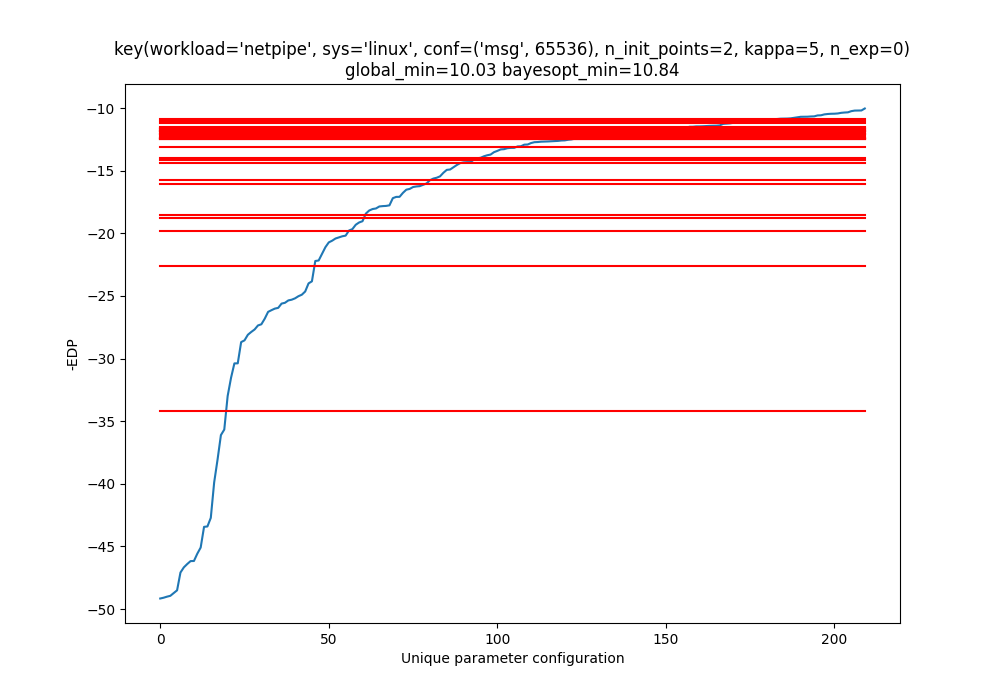 key(workload='netpipe', sys='linux', conf=('msg', 65536), n_init_points=2, kappa=5, n_exp=0)
global_min=10.03 bayesopt_min=10.84
−10
−15
−20
−25
−30
−35
−40
−45
−50
-EDP
0 50 100 150 200
Unique parameter configuration